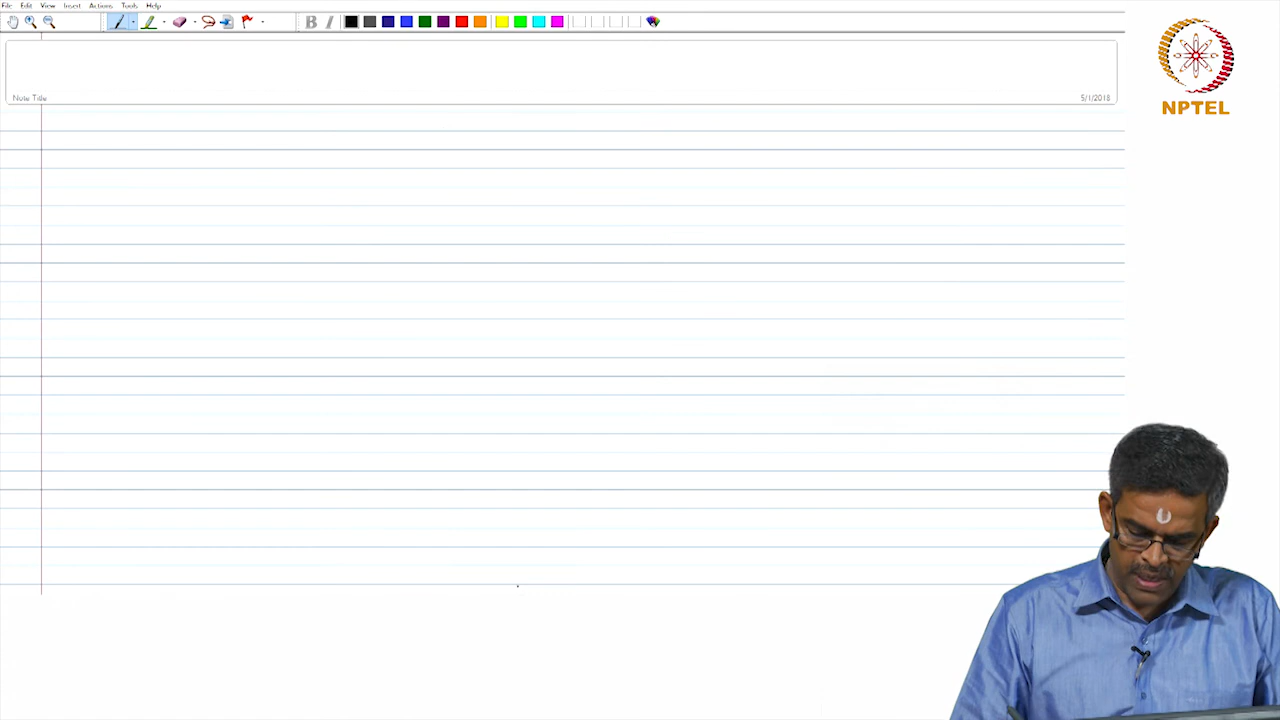 File Edit View Insert Actions Tools Help
B I
Note Title
5/1/2018
NPTEL